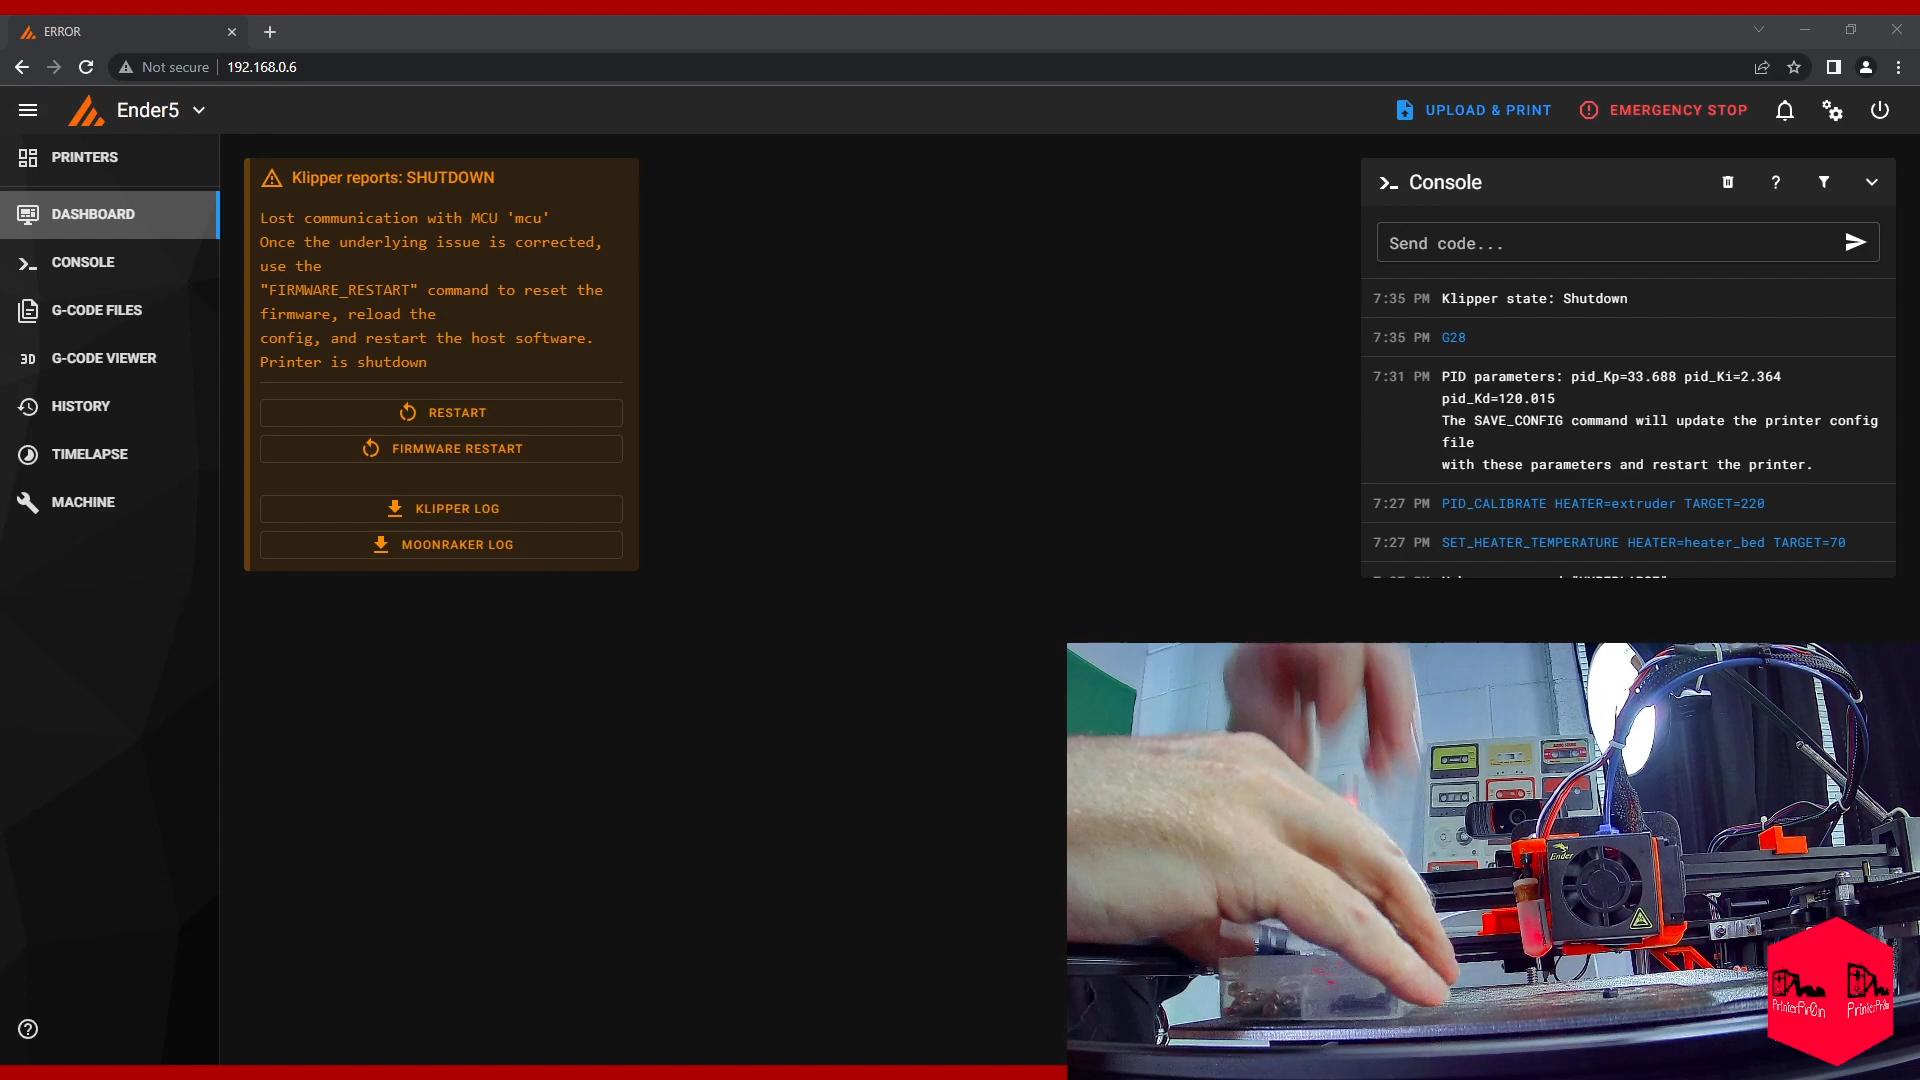 ERROR
Not secure
192.168.0.6
Ender5
UPLOAD & PRINT
EMERGENCY STOP
PRINTERS
DASHBOARD
CONSOLE
G-CODE FILES
3D
G-CODE VIEWER
HISTORY
TIMELAPSE
MACHINE
Klipper reports: SHUTDOWN
Lost communication with MCU 'mcu'
Once the underlying issue is corrected,
use the
"FIRMWARE_RESTART" command to reset the
firmware, reload the
config, and restart the host software.
Printer is shutdown
RESTART
FIRMWARE RESTART
KLIPPER LOG
MOONRAKER LOG
Console
Send code...
7:35 PM Klipper state: Shutdown
7:35 PM G28
7:31 PM PID parameters: pid_Kp=33.688 pid_Ki=2.364
pid_Kd=120.015
The SAVE_CONFIG command will update the printer config
file
with these parameters and restart the printer.
7:27 PM PID_CALIBRATE HEATER=extruder TARGET=220
7:27 PM SET_HEATER_TEMPERATURE HEATER=heater_bed TARGET=70
Ender
PrinterPr0n
PrinterPr0n